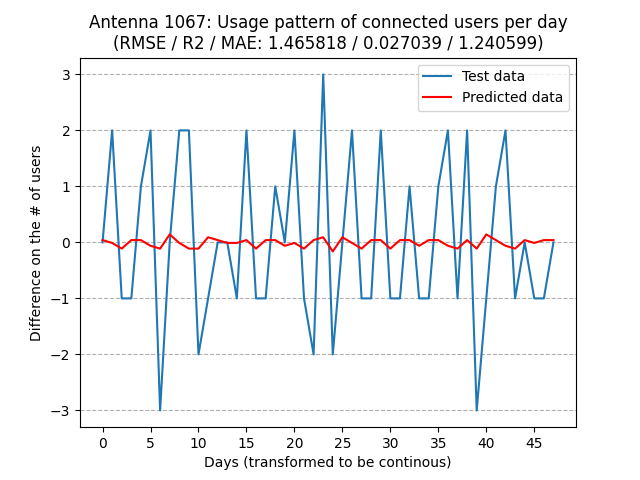 Antenna 1067: Usage pattern of connected users per day
(RMSE / R2 / MAE: 1.465818 / 0.027039 / 1.240599)
Test data
Predicted data
3
2
1
0
−1
−2
−3
Difference on the # of users
0 5 10 15 20 25 30 35 40 45
Days (transformed to be continous)